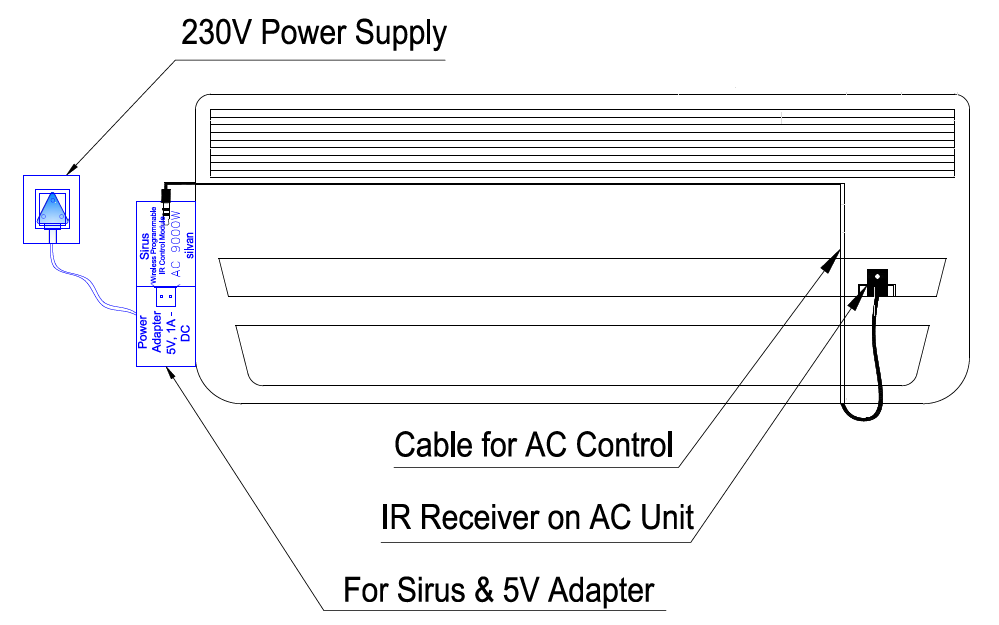 230V Power Supply
Sirus
Wireless Programmable
IR Control Module
AC 9000W
silvan
Power
Adapter
5V, 1A -
DC
Cable for AC Control
IR Receiver on AC Unit
For Sirus & 5V Adapter